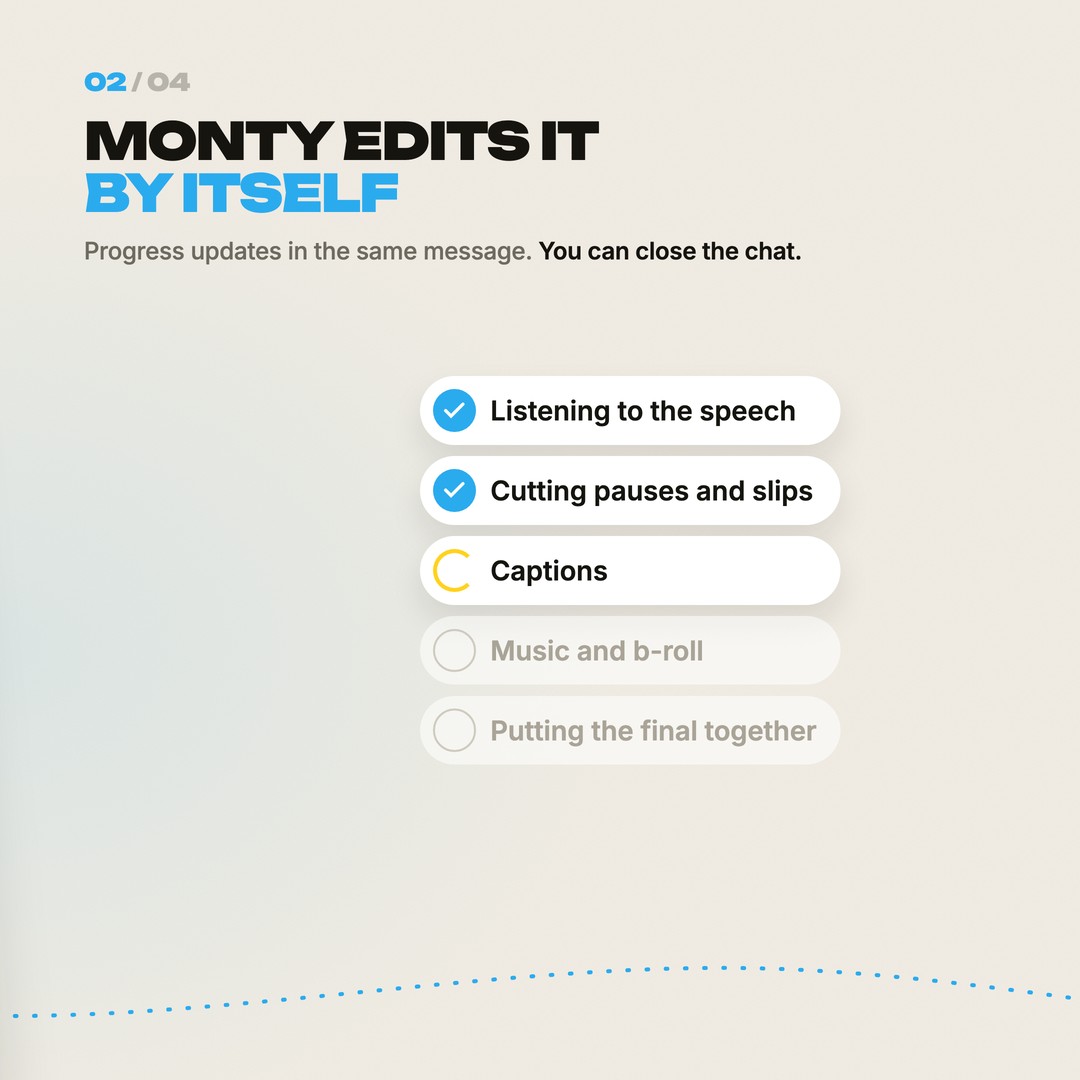 02 / 04
MONTY EDITS IT
BY ITSELF
Progress updates in the same message. You can close the chat.
Listening to the speech
Cutting pauses and slips
Captions
Music and b-roll
Putting the final together